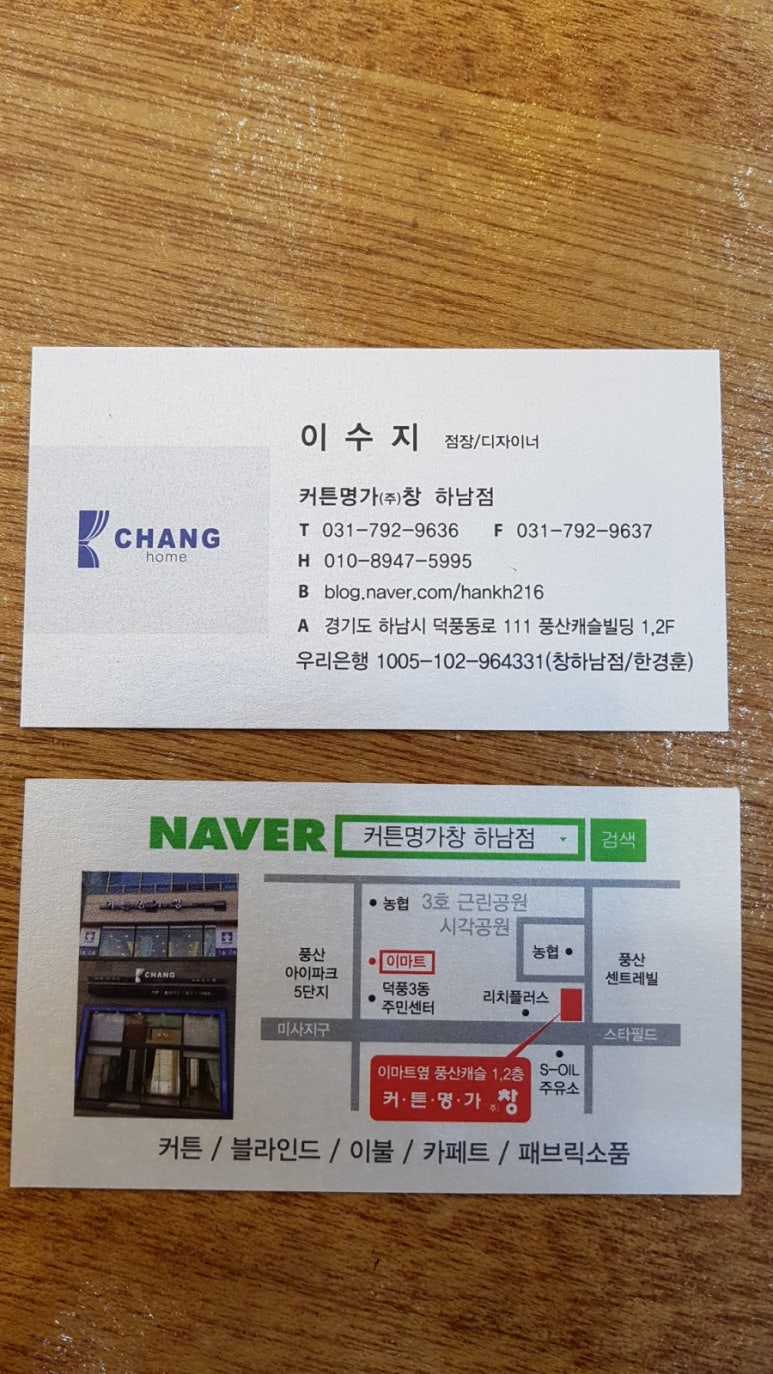 이수지 점장/디자이너
커튼명가(주)창 하남점
CHANG
home
T 031-792-9636 F 031-792-9637
H 010-8947-5995
B blog.naver.com/hankh216
A 경기도 하남시 덕풍동로 111 풍산캐슬빌딩 1,2F
우리은행 1005-102-964331(창하남점/한경훈)
NAVER 커튼명가창 하남점 검색
농협 3호 근린공원
시각공원
CHANG
풍산
아이파크
5단지
이마트
덕풍3동
주민센터
농협
리치플러스
풍산
센트레빌
미사지구
스타필드
이마트옆 풍산캐슬 1,2층
커·튼·명·가 주) 창
S-OIL
주유소
커튼 / 블라인드 / 이불 / 카페트 / 패브릭소품